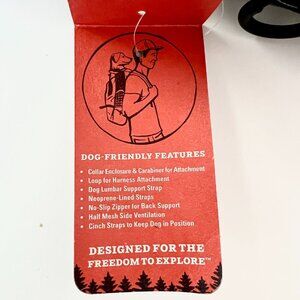 DOG-FRIENDLY FEATURES
• Collar Enclosure & Carabiner for Attachment
• Loop for Harness Attachment
• Dog Lumbar Support Strap
• Neoprene-Lined Straps
• No-Slip Zipper for Back Support
• Half Mesh Side Ventilation
• Cinch Straps to Keep Dog in Position
DESIGNED FOR THE
FREEDOM TO EXPLORE™